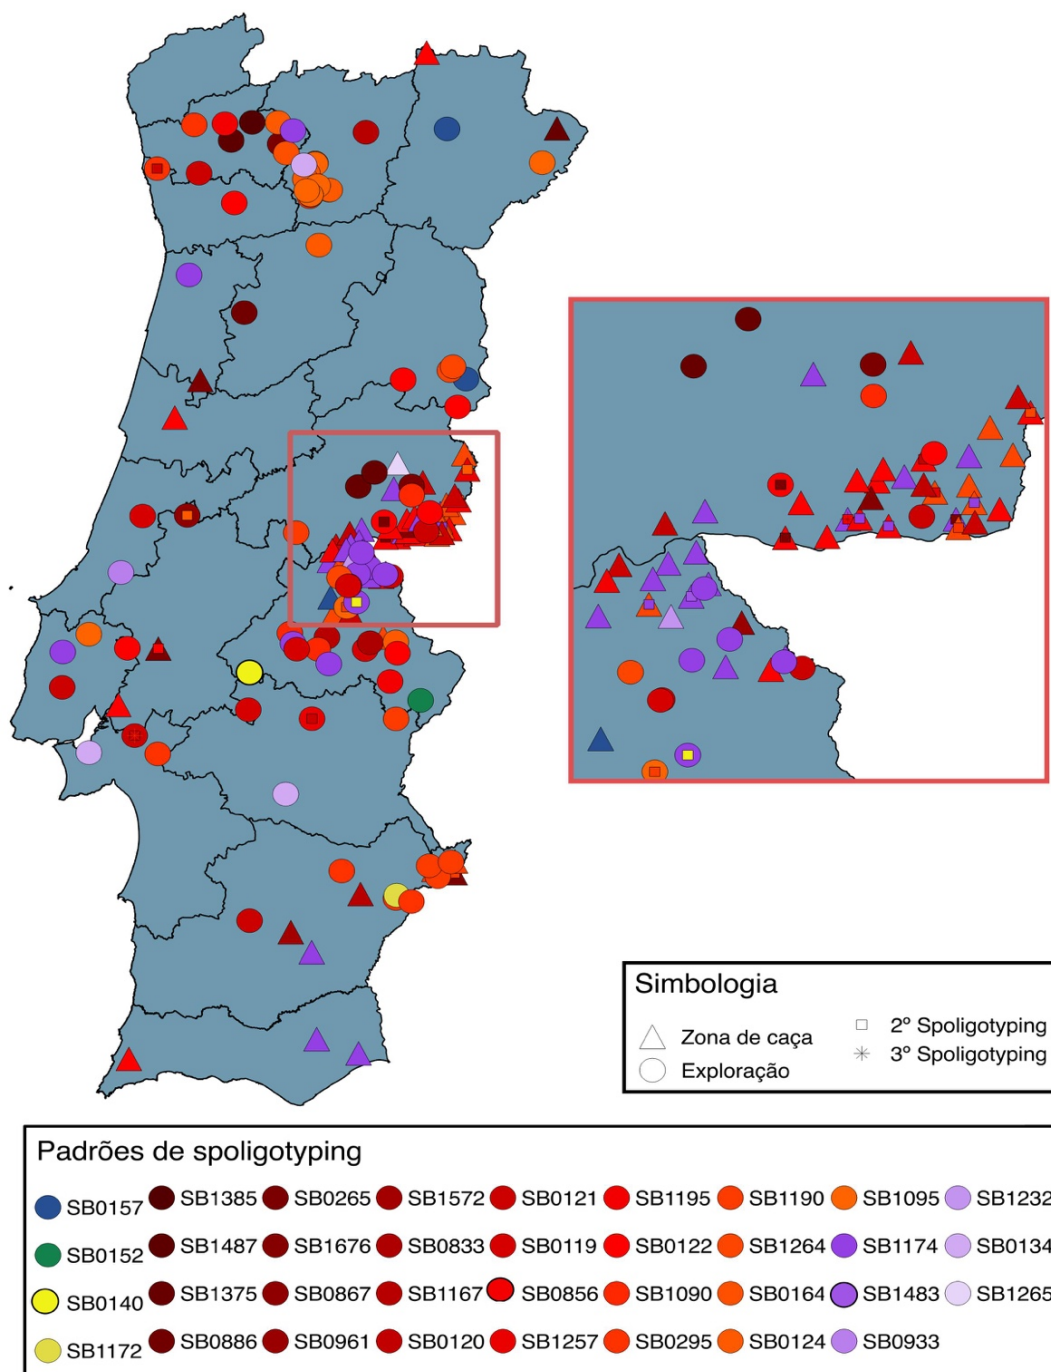 Simbologia
Zona de caça
Exploração
2º Spoligotyping
3º Spoligotyping
Padrões de spoligotyping
SB0157 SB1385 SB0265 SB1572 SB0121 SB1195 SB1190 SB1095 SB1232
SB0152 SB1487 SB1676 SB0833 SB0119 SB0122 SB1264 SB1174 SB0134
SB0140 SB1375 SB0867 SB1167 SB0856 SB1090 SB0164 SB1483 SB1265
SB1172 SB0886 SB0961 SB0120 SB1257 SB0295 SB0124 SB0933